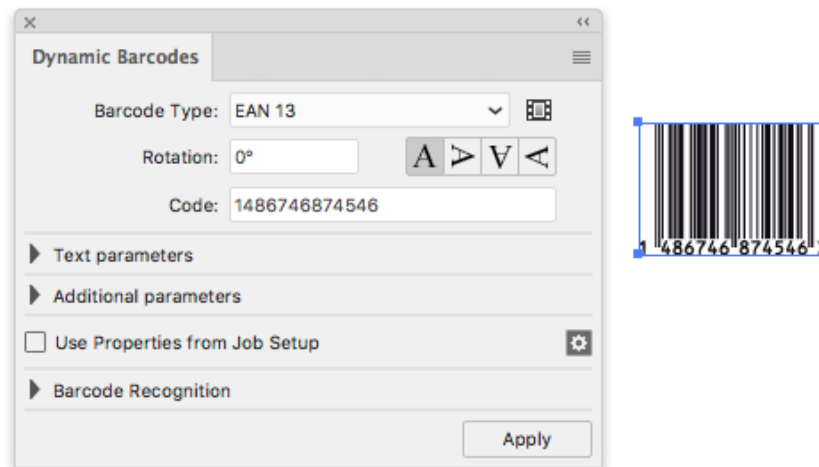 Dynamic Barcodes
Barcode Type: EAN 13
Rotation: 0° A A A A
Code: 1486746874546
Text parameters
Additional parameters
Use Properties from Job Setup
Barcode Recognition
Apply
1 486746 874546